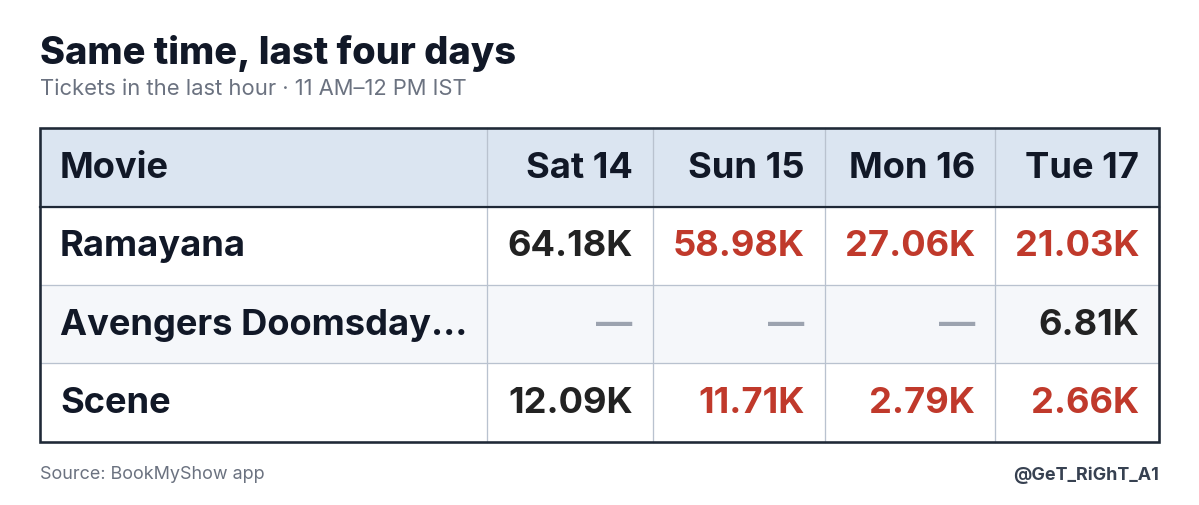 Same time, last four days
Tickets in the last hour · 11 AM–12 PM IST
Movie Sat 14 Sun 15 Mon 16 Tue 17
Ramayana 64.18K 58.98K 27.06K 21.03K
Avengers Doomsday... — — — 6.81K
Scene 12.09K 11.71K 2.79K 2.66K
Source: BookMyShow app @GeT_RiGhT_A1